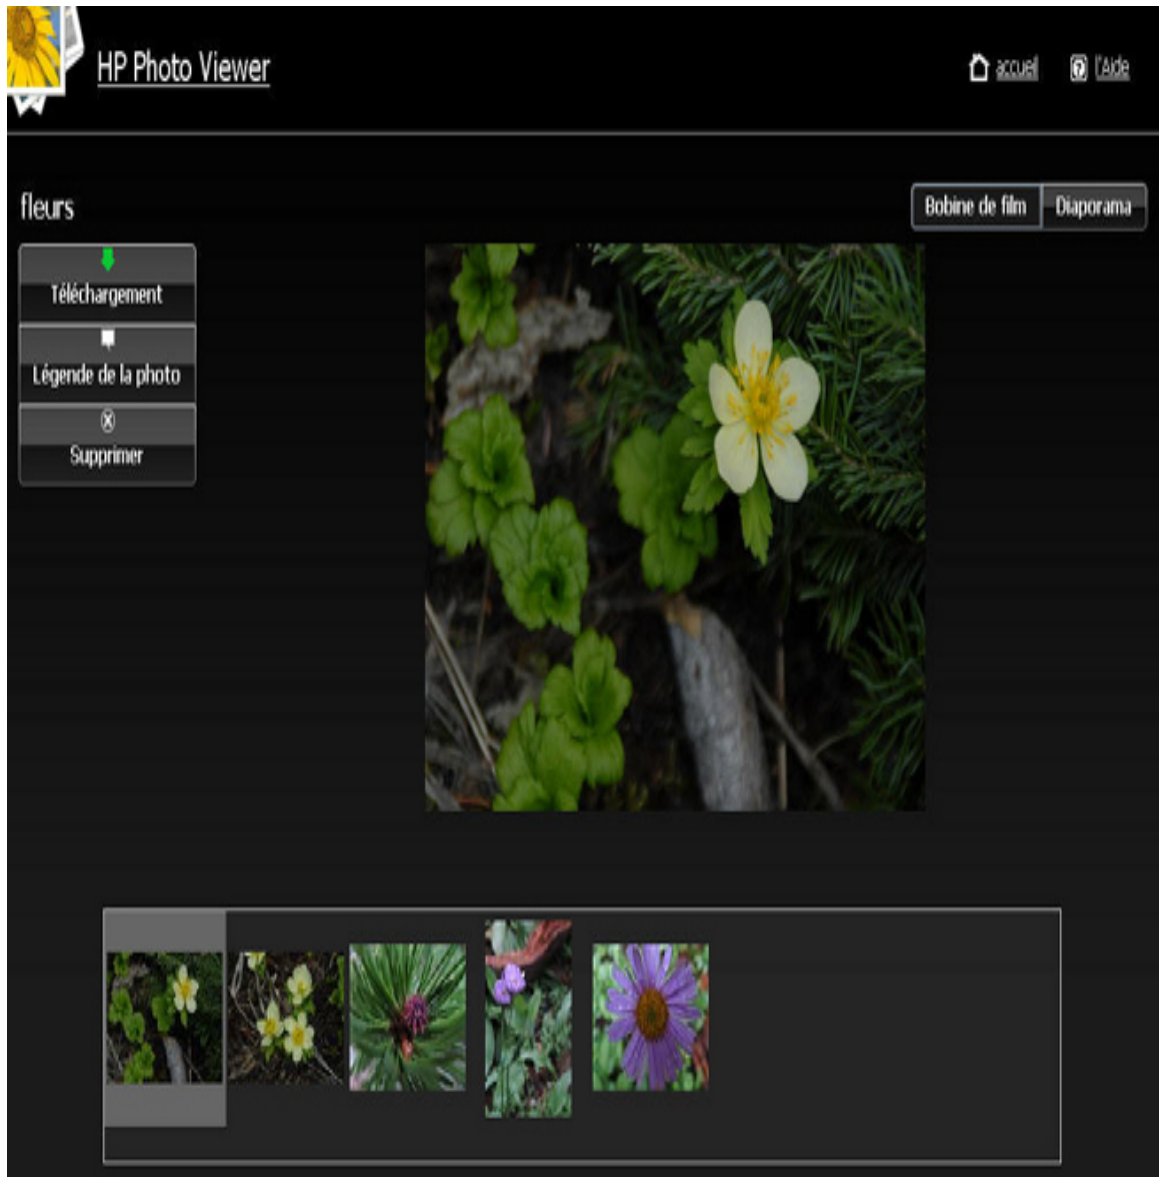 HP Photo Viewer
accueil
l'Aide
fleurs
Bobine de film
Diaporama
Téléchargement
Légende de la photo
Supprimer